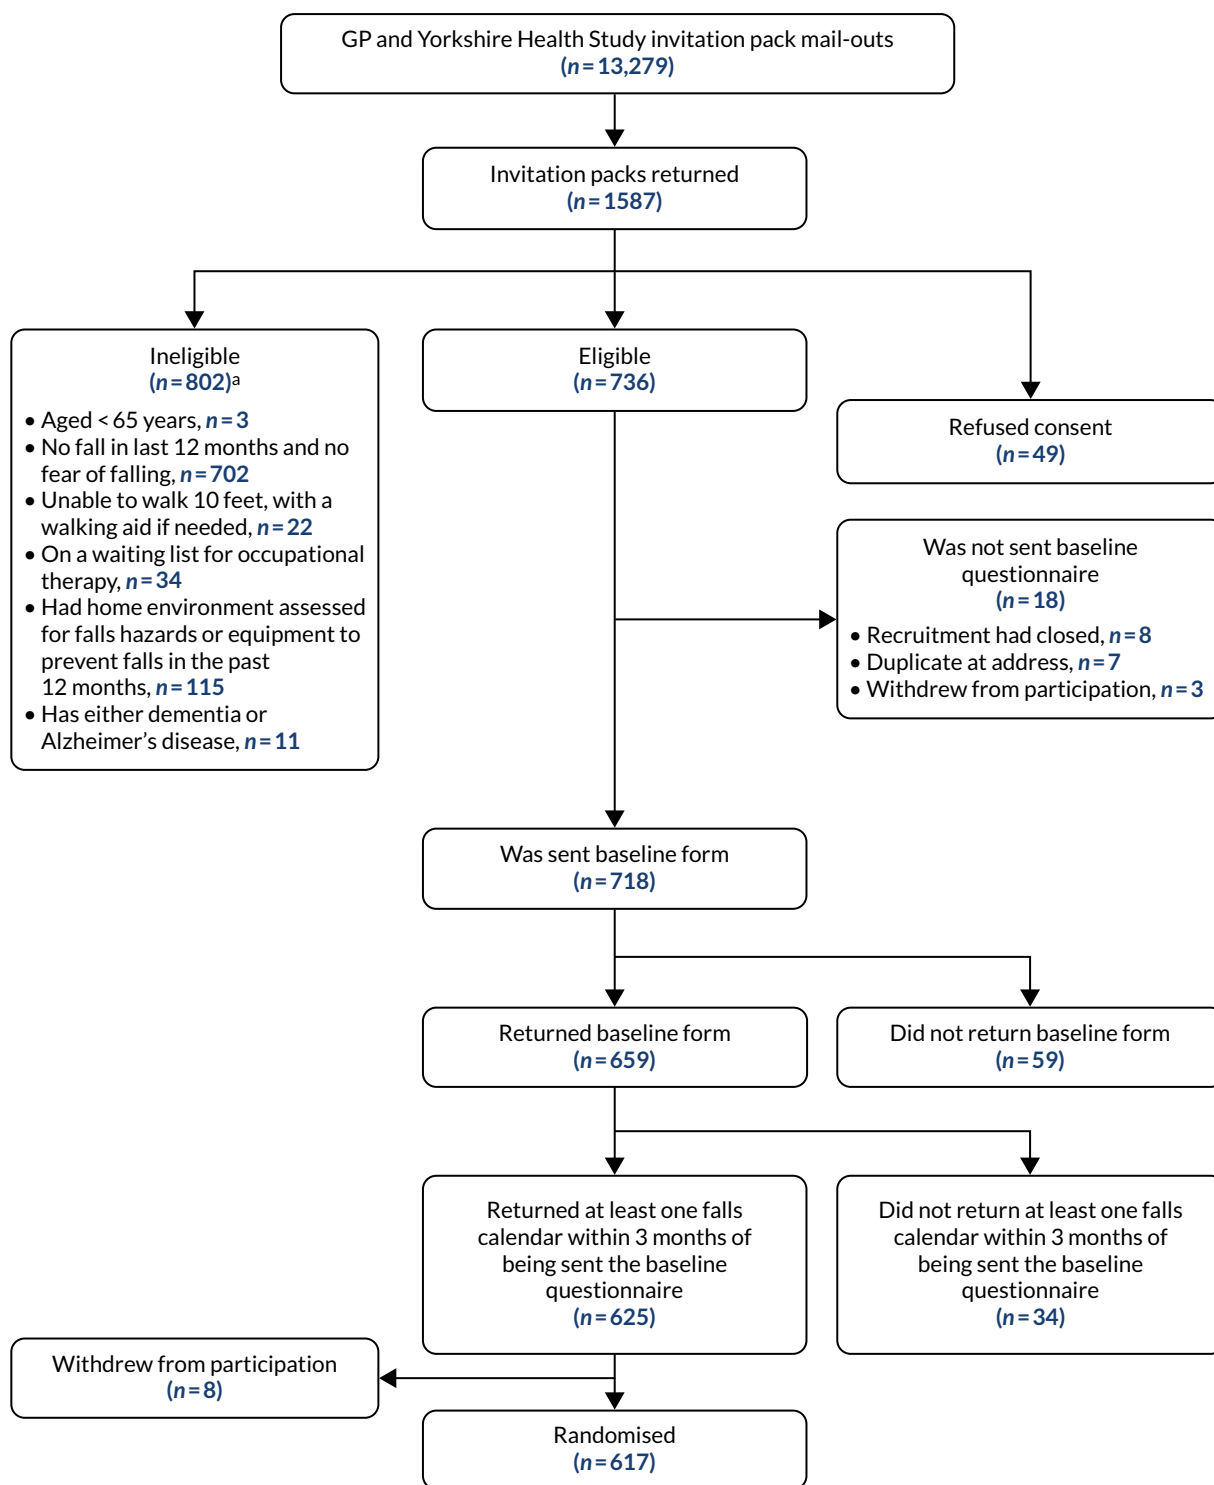 GP and Yorkshire Health Study invitation pack mail-outs
(n = 13,279)
Invitation packs returned
(n = 1587)
Ineligible
(n = 802)a
• Aged < 65 years, n = 3
• No fall in last 12 months and no
fear of falling, n = 702
• Unable to walk 10 feet, with a
walking aid if needed, n = 22
• On a waiting list for occupational
therapy, n = 34
• Had home environment assessed
for falls hazards or equipment to
prevent falls in the past
12 months, n = 115
• Has either dementia or
Alzheimer’s disease, n = 11
Eligible
(n = 736)
Refused consent
(n = 49)
Was not sent baseline
questionnaire
(n = 18)
• Recruitment had closed, n = 8
• Duplicate at address, n = 7
• Withdrew from participation, n = 3
Was sent baseline form
(n = 718)
Returned baseline form
(n = 659)
Did not return baseline form
(n = 59)
Returned at least one falls
calendar within 3 months of
being sent the baseline
questionnaire
(n = 625)
Did not return at least one falls
calendar within 3 months of
being sent the baseline
questionnaire
(n = 34)
Withdrew from participation
(n = 8)
Randomised
(n = 617)